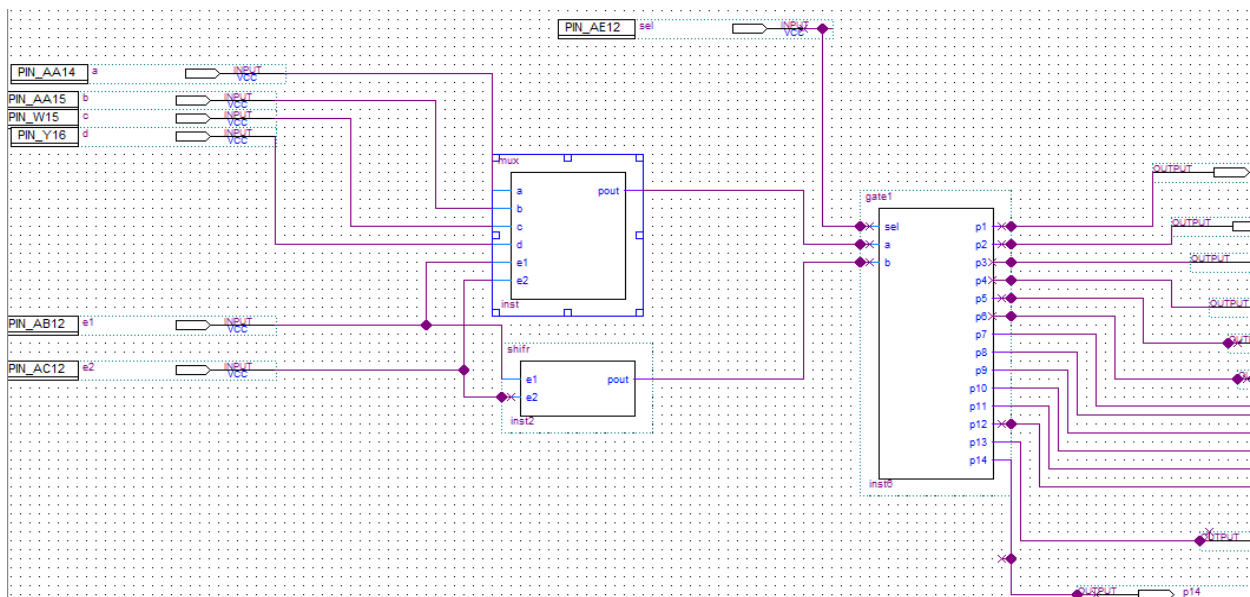 PIN_AE12 sel INPUT VCC
PIN_AA14 a INPUT VCC
PIN_AA15 b INPUT VCC
PIN_W15 c INPUT VCC
PIN_Y16 d INPUT VCC
mux
a pout
b
c
d
e1
e2
inst
PIN_AB12 e1 INPUT VCC
PIN_AC12 e2 INPUT VCC
shifr
e1 pout
e2
inst2
gate1
sel p1
a p2
b p3
p4
p5
p6
p7
p8
p9
p10
p11
p12
p13
p14
inst6
OUTPUT
OUTPUT
OUTPUT
OUTPUT
OUTPUT
OUTPUT p14